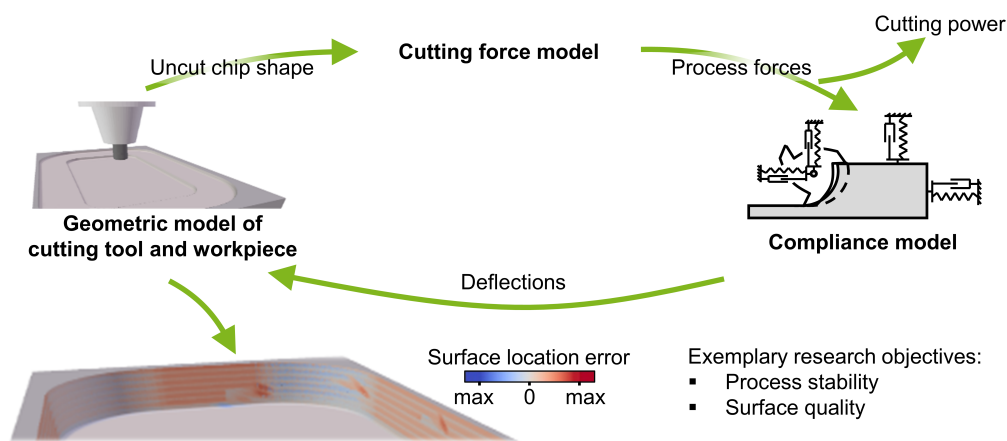 Cutting power
Cutting force model
Uncut chip shape
Process forces
Geometric model of
cutting tool and workpiece
Compliance model
Deflections
Surface location error
max 0 max
Exemplary research objectives:
▪ Process stability
▪ Surface quality